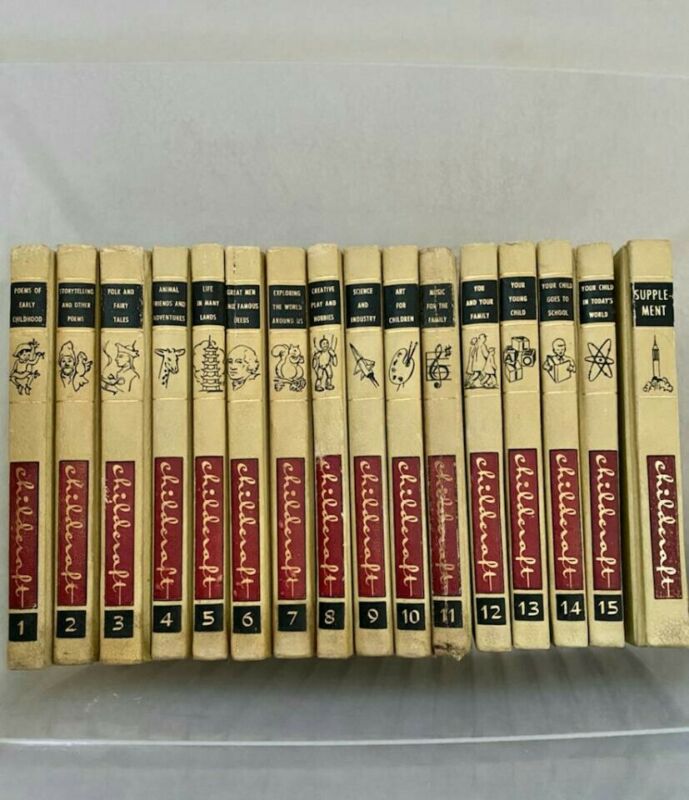 POEMS OF
EARLY
CHILDHOOD
childcraft
1
STORYTELLING
AND OTHER
POEMS
childcraft
2
FOLK AND
FAIRY
TALES
childcraft
3
ANIMAL
FRIENDS AND
ADVENTURES
childcraft
4
LIFE
IN MANY
LANDS
childcraft
5
GREAT MEN
AND FAMOUS
DEEDS
childcraft
6
EXPLORING
THE WORLD
AROUND US
childcraft
7
CREATIVE
PLAY AND
HOBBIES
childcraft
8
SCIENCE
AND
INDUSTRY
childcraft
9
ART
FOR
CHILDREN
childcraft
10
MUSIC
FOR THE
FAMILY
childcraft
11
YOU
AND YOUR
FAMILY
childcraft
12
YOUR
YOUNG
CHILD
childcraft
13
YOUR CHILD
GOES TO
SCHOOL
childcraft
14
YOUR CHILD
IN TODAY'S
WORLD
childcraft
15
SUPPLE-
MENT
childcraft